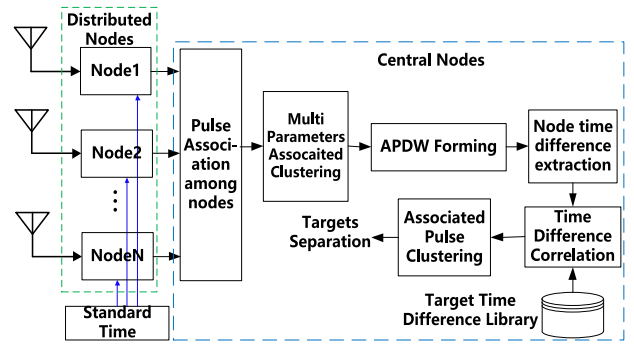 Distributed
Nodes
Node1
Node2
...
NodeN
Standard
Time
Central Nodes
Pulse
Associ-
ation
among
nodes
Multi
Parameters
Assocaited
Clustering
APDW Forming
Node time
difference
extraction
Time
Difference
Correlation
Associated
Pulse
Clustering
Targets
Separation
Target Time
Difference Library